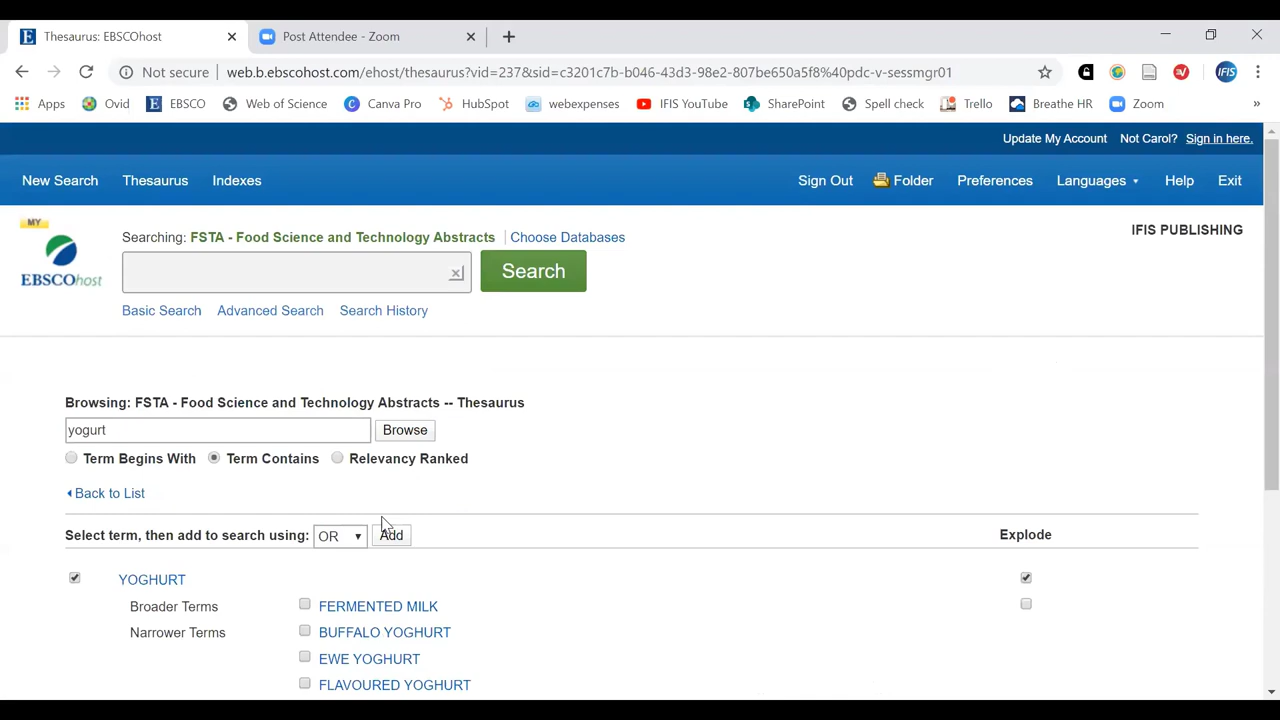 Thesaurus: EBSCOhost
Post Attendee - Zoom
Not secure
web.b.ebscohost.com/ehost/thesaurus?vid=237&sid=c3201c7b-b046-43d3-98e2-807be650a5f8%40pdc-v-sessmgr01
IFIS
Apps Ovid EBSCO Web of Science Canva Pro HubSpot webexpenses IFIS YouTube SharePoint Spell check Trello Breathe HR Zoom »
Update My Account Not Carol? Sign in here.
New Search Thesaurus Indexes Sign Out Folder Preferences Languages Help Exit
MY
EBSCOhost
Searching: FSTA - Food Science and Technology Abstracts Choose Databases
IFIS PUBLISHING
Search
Basic Search Advanced Search Search History
Browsing: FSTA - Food Science and Technology Abstracts -- Thesaurus
yogurt Browse
Term Begins With Term Contains Relevancy Ranked
Back to List
Select term, then add to search using: OR Add Explode
YOGHURT
Broader Terms FERMENTED MILK
Narrower Terms BUFFALO YOGHURT
EWE YOGHURT
FLAVOURED YOGHURT